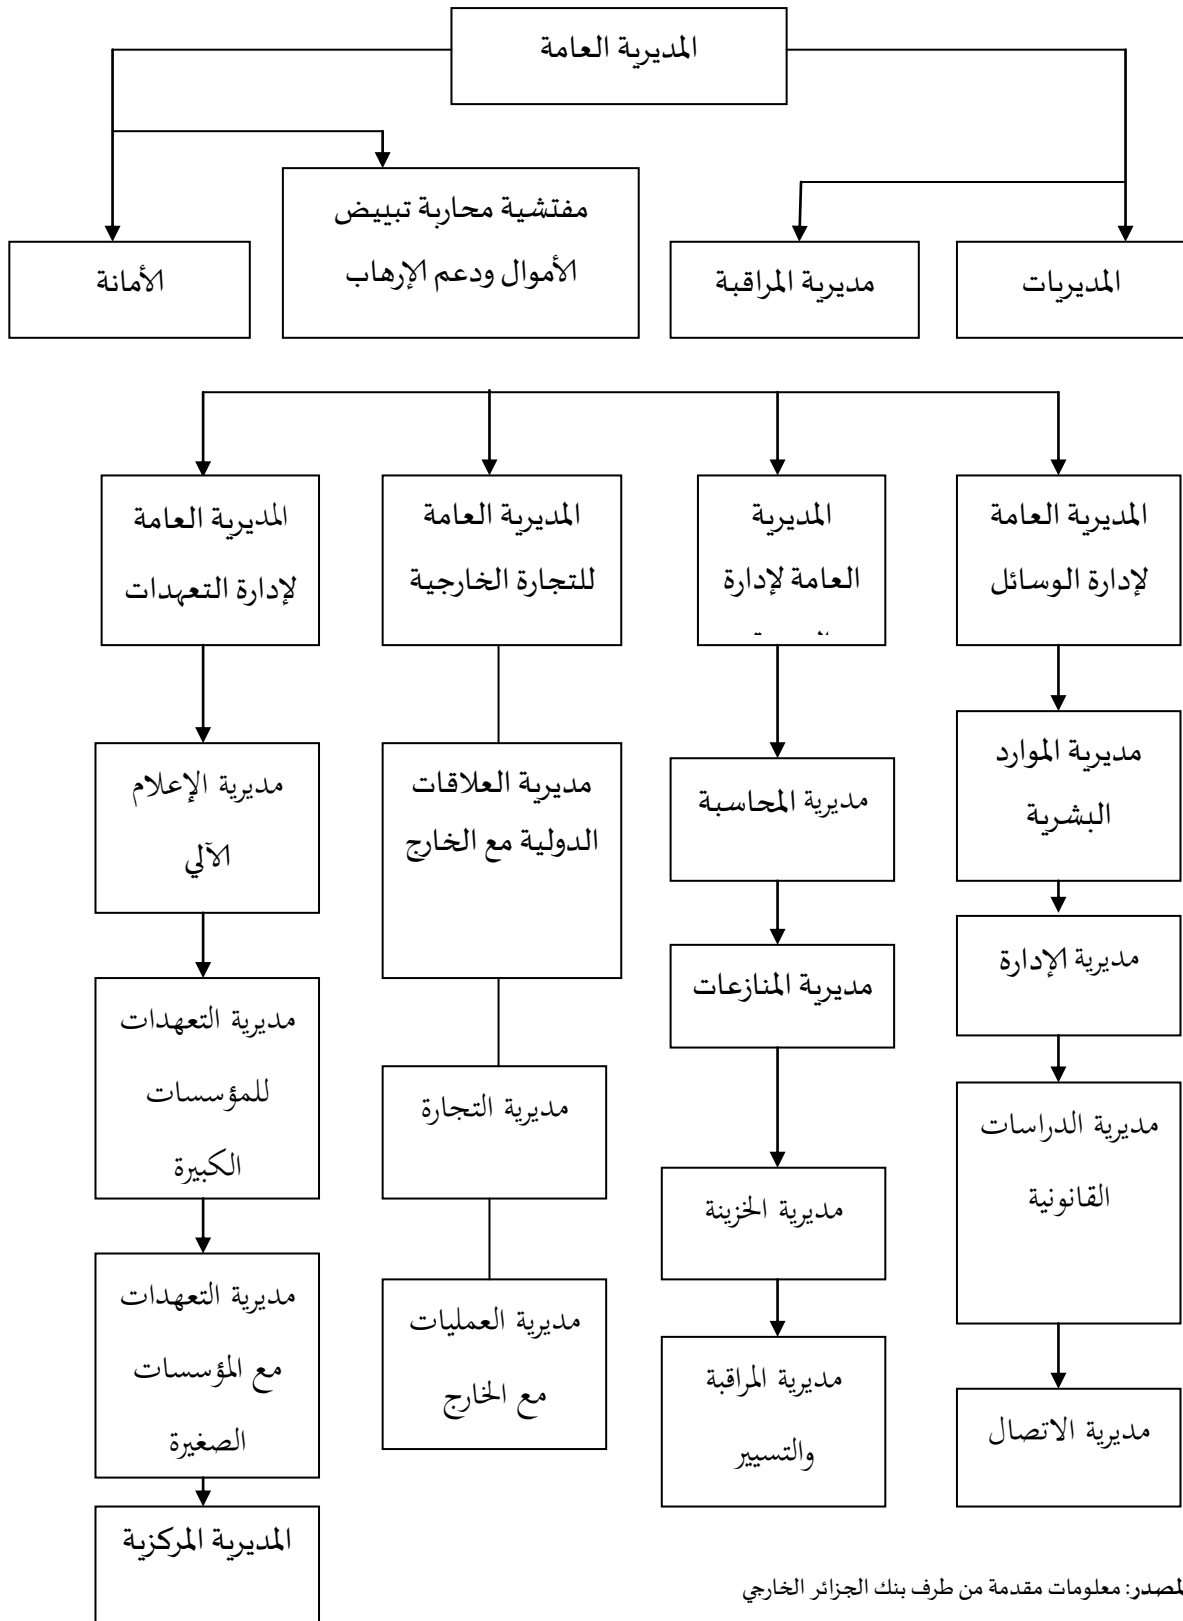 المديرية العامة
المديريات
مديرية المراقبة
مفتشية محاربة تبييض
الأموال ودعم الإرهاب
الأمانة
المديرية العامة
لإدارة الوسائل
المديرية
العامة لإدارة
المديرية العامة
للتجارة الخارجية
المديرية العامة
لإدارة التعهدات
مديرية الموارد
البشرية
مديرية المحاسبة
مديرية العلاقات
الدولية مع الخارج
مديرية الإعلام
الآلي
مديرية الإدارة
مديرية المنازعات
مديرية التعهدات
للمؤسسات
الكبيرة
مديرية الدراسات
القانونية
مديرية التجارة
مديرية الخزينة
مديرية التعهدات
مع المؤسسات
الصغيرة
مديرية العمليات
مع الخارج
مديرية المراقبة
والتسيير
مديرية الاتصال
المديرية المركزية
لمصدر: معلومات مقدمة من طرف بنك الجزائر الخارجي